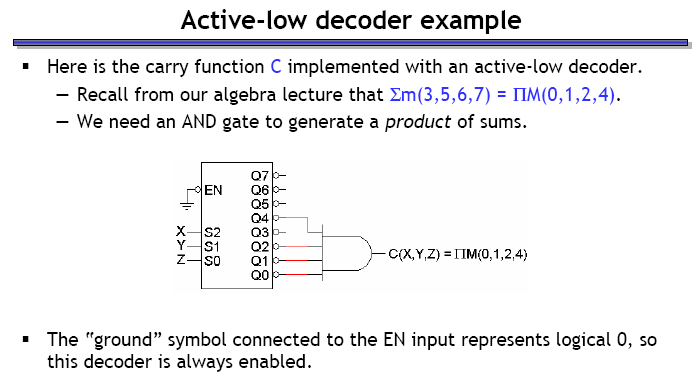 Active-low decoder example
▪ Here is the carry function C implemented with an active-low decoder.
— Recall from our algebra lecture that Σm(3,5,6,7) = ΠM(0,1,2,4).
— We need an AND gate to generate a product of sums.
Q7
EN Q6
Q5
Q4
X S2 Q3
Y S1 Q2
C(X,Y,Z) = ΠM(0,1,2,4)
Z S0 Q1
Q0
▪ The “ground” symbol connected to the EN input represents logical 0, so
this decoder is always enabled.